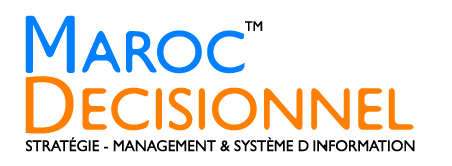 MAROC™
DECISIONNEL
STRATÉGIE - MANAGEMENT & SYSTÈME D INFORMATION